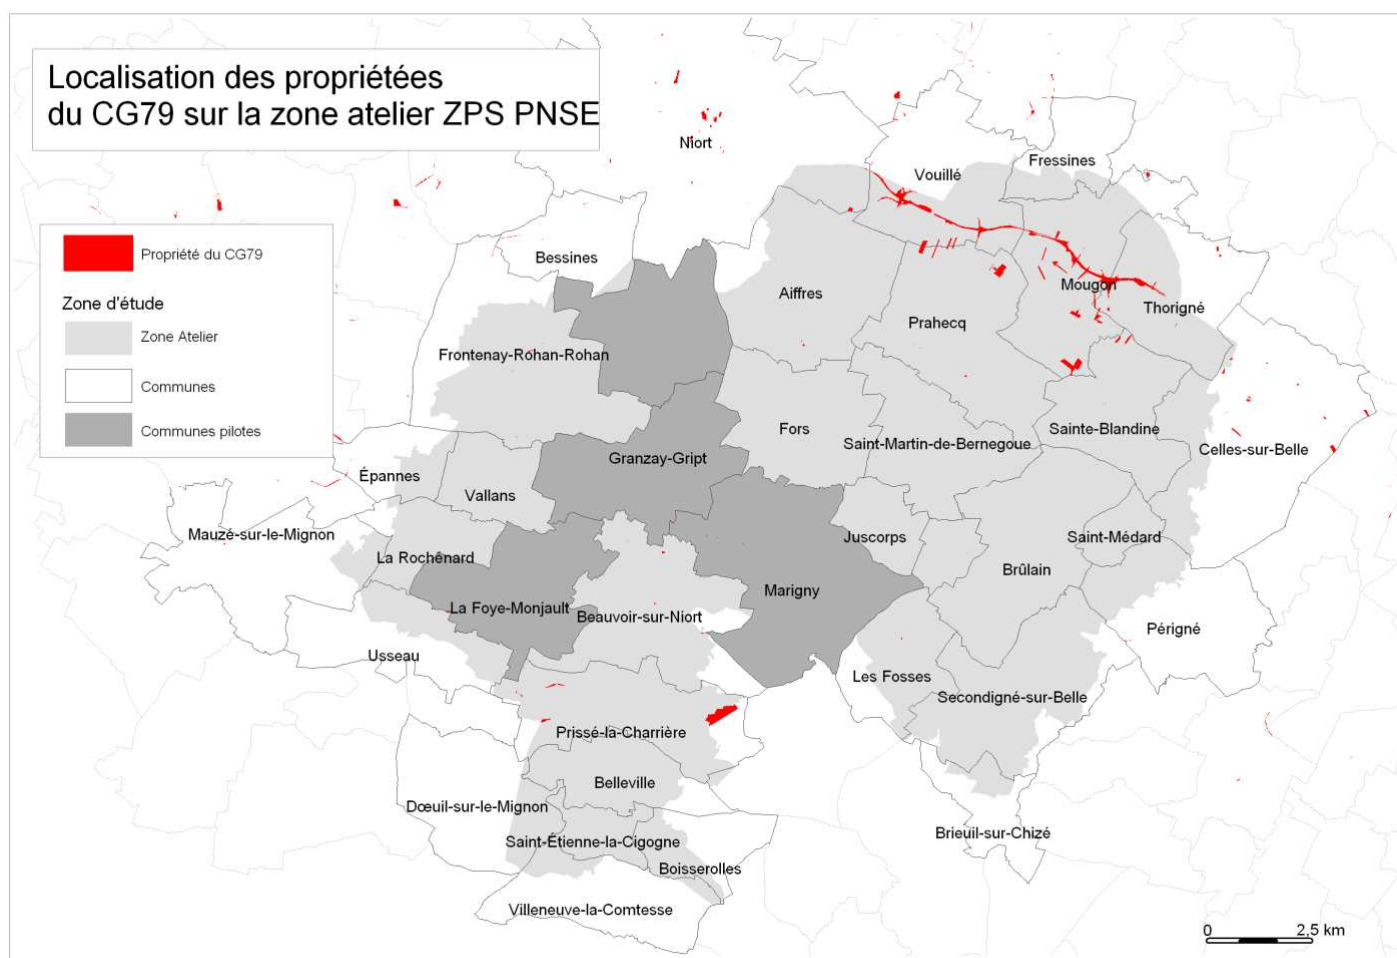 Localisation des propriétées
du CG79 sur la zone atelier ZPS PNSE
Niort
Fressines
Vouillé
Propriété du CG79
Bessines
Zone d'étude
Mougon
Aiffres
Thorigné
Prahecq
Zone Atelier
Frontenay-Rohan-Rohan
Communes
Communes pilotes
Fors
Sainte-Blandine
Saint-Martin-de-Bernegoue
Celles-sur-Belle
Granzay-Gript
Épannes
Vallans
Mauzé-sur-le-Mignon
Juscorps
Saint-Médard
La Rochénard
Brûlain
Marigny
La Foye-Monjault
Beauvoir-sur-Niort
Périgné
Usseau
Les Fosses
Secondigné-sur-Belle
Prissé-la-Charrière
Belleville
Dœuil-sur-le-Mignon
Brieuil-sur-Chizé
Saint-Étienne-la-Cigogne
Boisserolles
Villeneuve-la-Comtesse
0 2,5 km